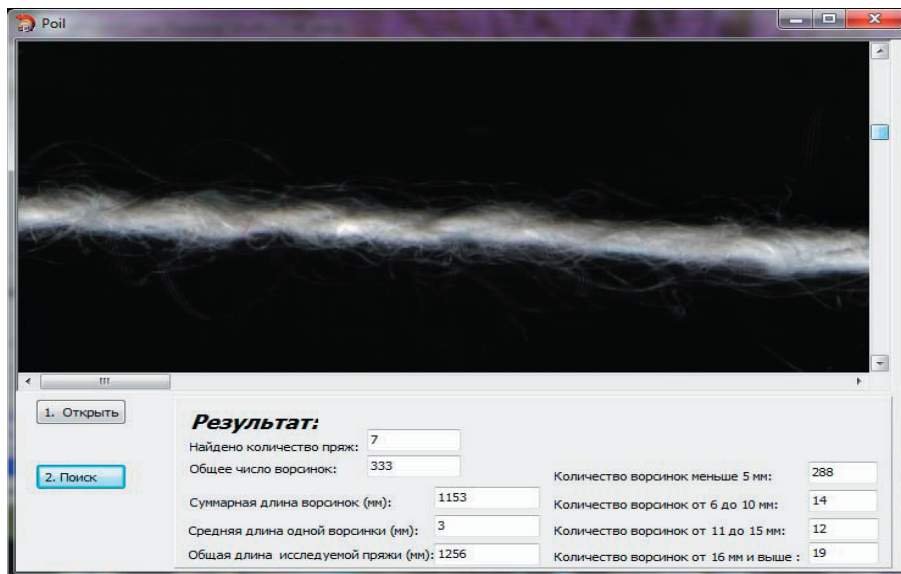 Poil
1. Открыть
2. Поиск
Результат:
Найдено количество пряж: 7
Общее число ворсинок: 333
Суммарная длина ворсинок (мм): 1153
Средняя длина одной ворсинки (мм): 3
Общая длина исследуемой пряжи (мм): 1256
Количество ворсинок меньше 5 мм: 288
Количество ворсинок от 6 до 10 мм: 14
Количество ворсинок от 11 до 15 мм: 12
Количество ворсинок от 16 мм и выше : 19